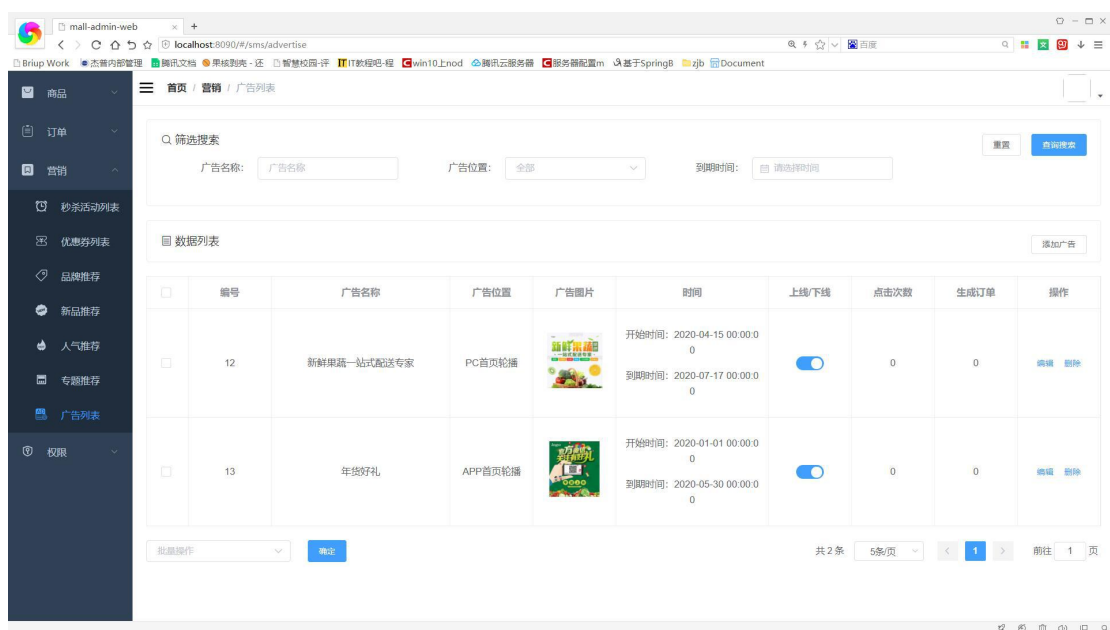 mall-admin-web
localhost:8090/#/sms/advertise
百度
Briup Work 杰普内部管理 腾讯文档 果核剥壳 - 还 智慧校园-评 IT教程吧-程 win10上nod 腾讯云服务器 服务器配置m 基于SpringB zjb Document
商品
订单
营销
秒杀活动列表
优惠券列表
品牌推荐
新品推荐
人气推荐
专题推荐
广告列表
权限
首页 / 营销 / 广告列表
筛选搜索
重置
查询搜索
广告名称: 广告名称 广告位置: 全部 到期时间: 请选择时间
数据列表
添加广告
编号 广告名称 广告位置 广告图片 时间 上线/下线 点击次数 生成订单 操作
12 新鲜果蔬一站式配送专家 PC首页轮播
新鲜果蔬
开始时间: 2020-04-15 00:00:0
0
到期时间: 2020-07-17 00:00:0
0
0 0 编辑 删除
13 年货好礼 APP首页轮播
开始时间: 2020-01-01 00:00:0
0
到期时间: 2020-05-30 00:00:0
0
0 0 编辑 删除
批量操作 确定
共 2 条 5条/页 1 前往 1 页